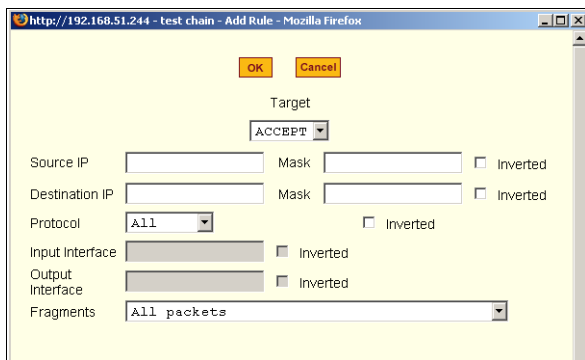 http://192.168.51.244 - test chain - Add Rule - Mozilla Firefox
OK Cancel
Target
ACCEPT
Source IP Mask Inverted
Destination IP Mask Inverted
Protocol All Inverted
Input Interface Inverted
Output
Interface Inverted
Fragments All packets